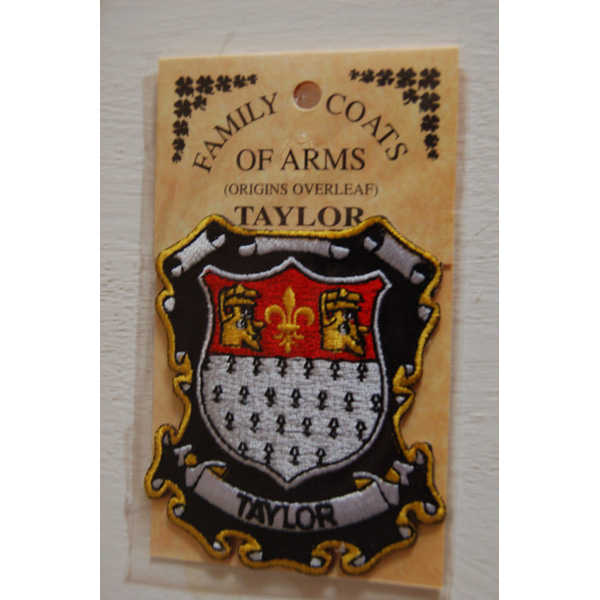 FAMILY COATS
OF ARMS
(ORIGINS OVERLEAF)
TAYLOR
TAYLOR